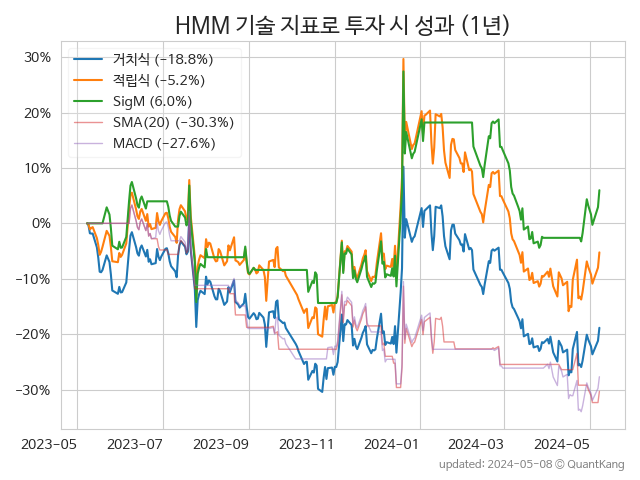 HMM 기술 지표로 투자 시 성과 (1년)
30%
20%
10%
0%
−10%
−20%
−30%
거치식 (−18.8%)
적립식 (−5.2%)
SigM (6.0%)
SMA(20) (−30.3%)
MACD (−27.6%)
2023-05
2023-07
2023-09
2023-11
2024-01
2024-03
2024-05
updated: 2024-05-08 ⓒ QuantKang